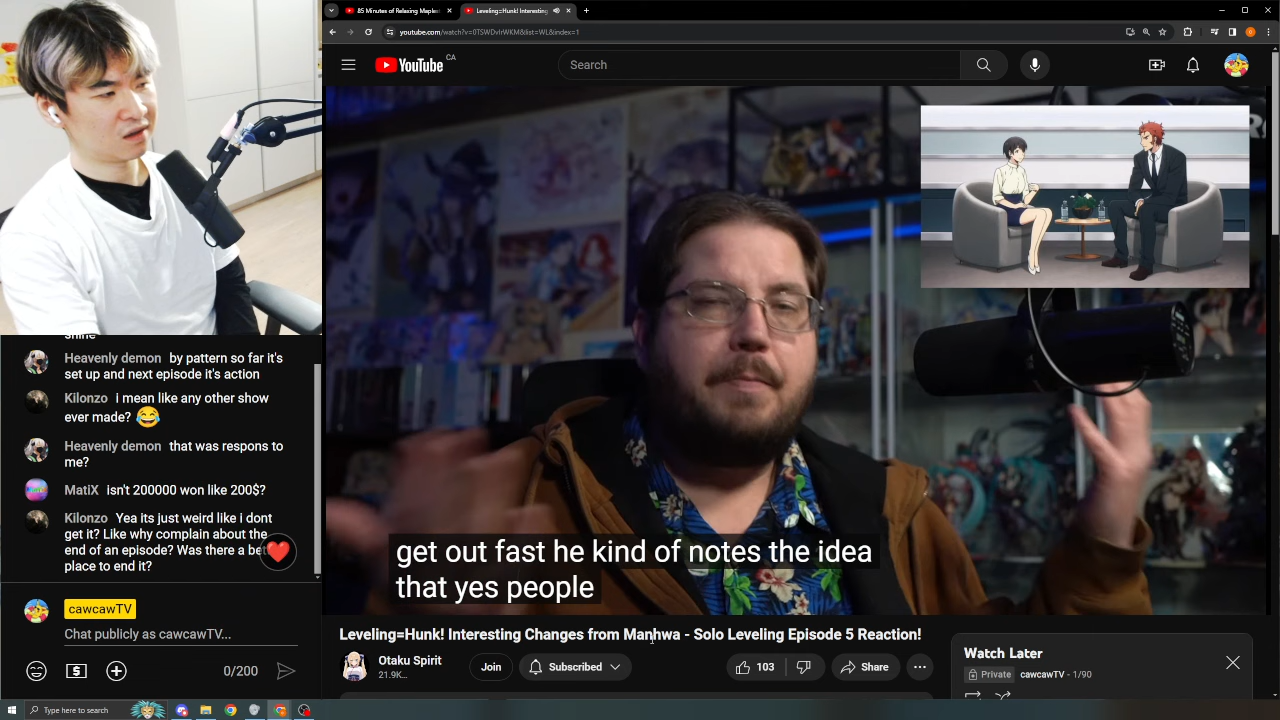 85 Minutes of Relaxing Maples
Leveling=Hunk! Interesting
youtube.com/watch?v=0TSWDvIrWKM&list=WL&index=1
YouTube CA
Search
get out fast he kind of notes the idea
that yes people
shine
Heavenly demon by pattern so far it's
set up and next episode it's action
Kilonzo i mean like any other show
ever made? 😂
Heavenly demon that was respons to
me?
MatiX isn't 200000 won like 200$?
Kilonzo Yea its just weird like i dont
get it? Like why complain about the
end of an episode? Was there a bet
place to end it?
cawcawTV
Chat publicly as cawcawTV...
0/200
Leveling=Hunk! Interesting Changes from Manhwa - Solo Leveling Episode 5 Reaction!
Otaku Spirit
21.9K...
Join
Subscribed
103
Share
Watch Later
Private cawcawTV - 1/90
Type here to search